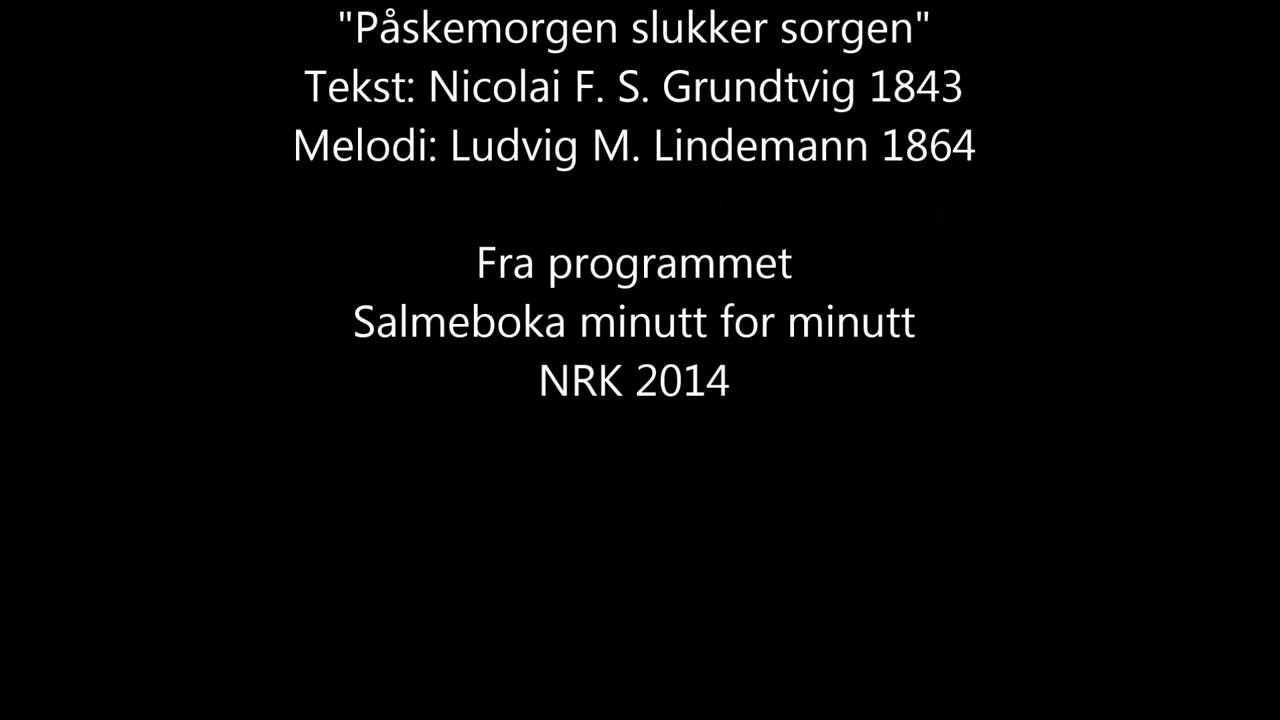 "Påskemorgen slukker sorgen"
Tekst: Nicolai F. S. Grundtvig 1843
Melodi: Ludvig M. Lindemann 1864
Fra programmet
Salmeboka minutt for minutt
NRK 2014